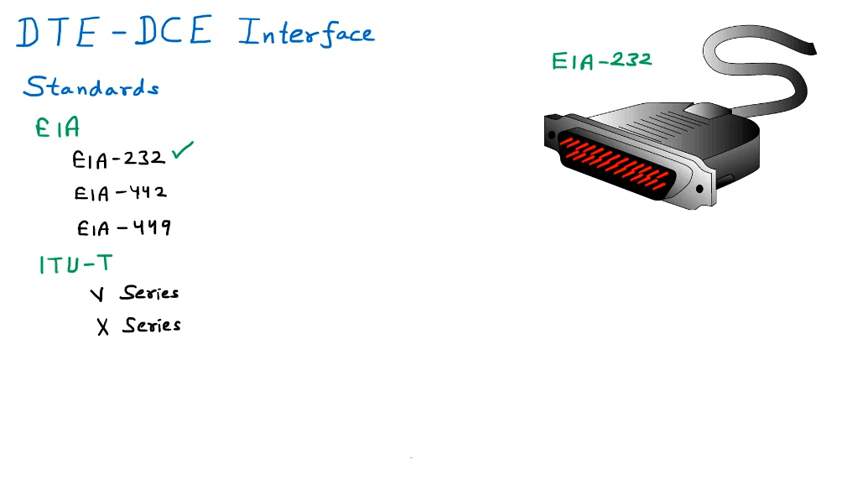 DTE-DCE Interface
EIA-232
Standards
EIA
EIA-232 ✓
EIA-442
EIA-449
ITU-T
V Series
X Series